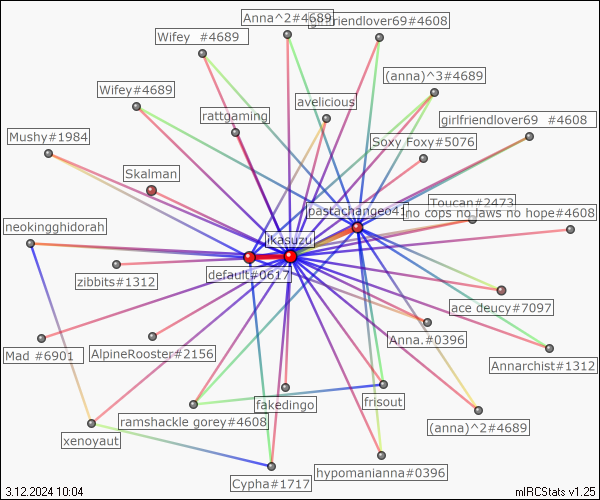 Anna^2#4689
girlfriendlover69#4608
Wifey #4689
(anna)^3#4689
Wifey#4689
avelicious
rattgaming
girlfriendlover69 #4608
Mushy#1984
Soxy Foxy#5076
Skalman
Toucan#2473
pastachangeo41
no cops no laws no hope#4608
neokingghidorah
ikasuzu
default#0617
zibbits#1312
ace deucy#7097
Anna.#0396
Mad #6901
AlpineRooster#2156
Annarchist#1312
fakedingo
frisout
ramshackle gorey#4608
(anna)^2#4689
xenoyaut
hypomanianna#0396
Cypha#1717
3.12.2024 10:04
mIRCStats v1.25